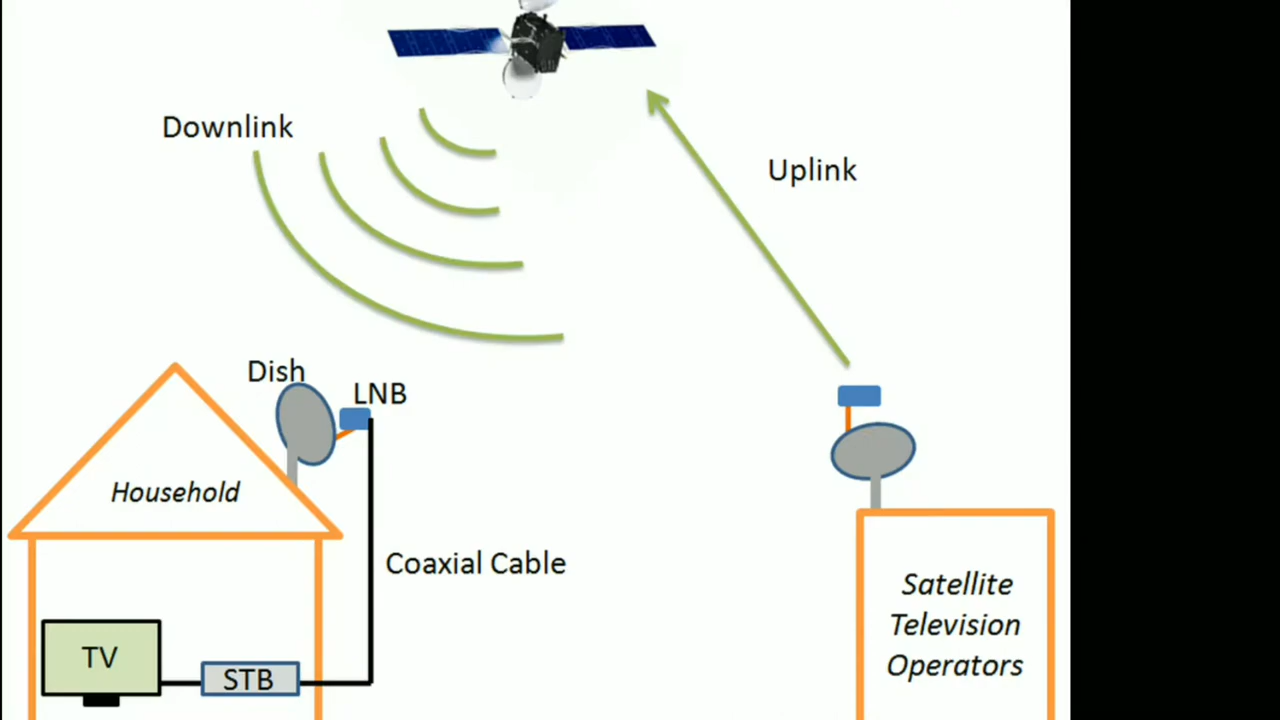 Downlink
Uplink
Dish
LNB
Household
Coaxial Cable
Satellite
Television
Operators
TV
STB